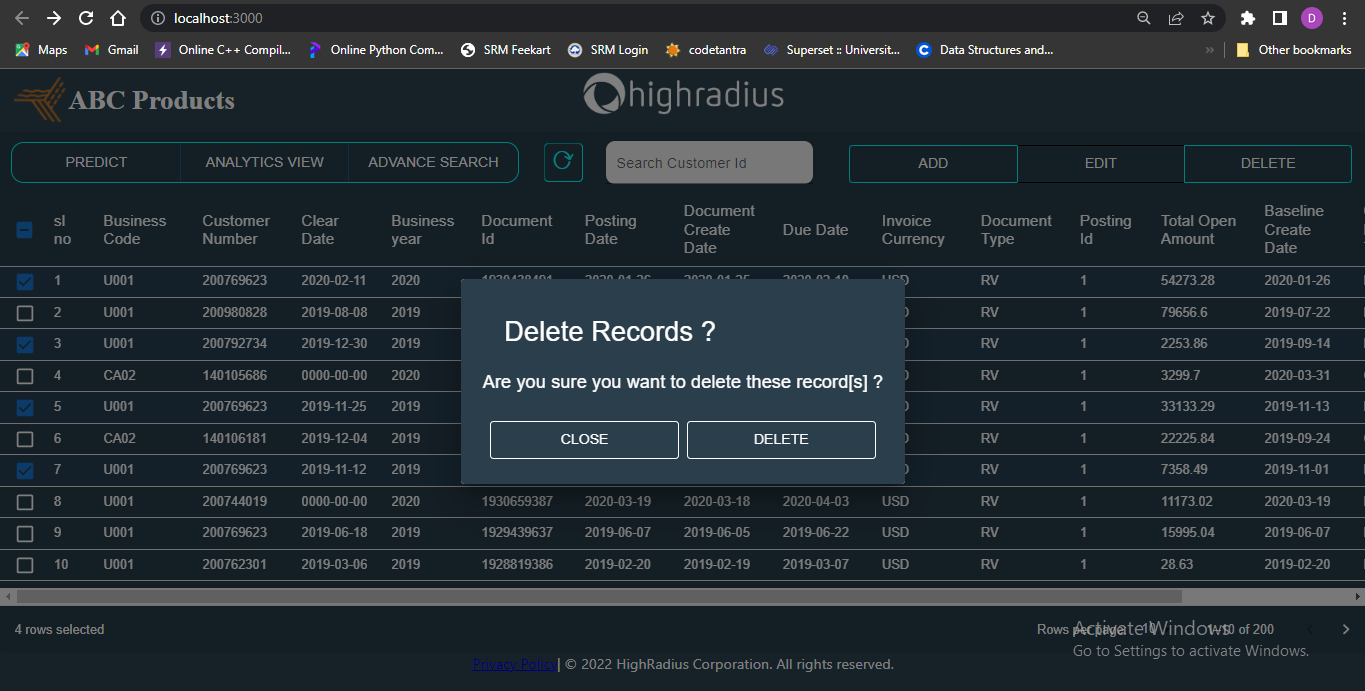 localhost:3000
D
Maps Gmail Online C++ Compil... Online Python Com... SRM Feekart SRM Login codetantra Superset :: Universit... Data Structures and... » Other bookmarks
ABC Products
highradius
PREDICT ANALYTICS VIEW ADVANCE SEARCH Search Customer Id ADD EDIT DELETE
sl no Business Code Customer Number Clear Date Business year Document Id Posting Date Document Create Date Due Date Invoice Currency Document Type Posting Id Total Open Amount Baseline Create Date
1 U001 200769623 2020-02-11 2020 USD RV 1 54273.28 2020-01-26
2 U001 200980828 2019-08-08 2019 RV 1 79656.6 2019-07-22
3 U001 200792734 2019-12-30 2019 RV 1 2253.86 2019-09-14
4 CA02 140105686 0000-00-00 2020 RV 1 3299.7 2020-03-31
5 U001 200769623 2019-11-25 2019 RV 1 33133.29 2019-11-13
6 CA02 140106181 2019-12-04 2019 RV 1 22225.84 2019-09-24
7 U001 200769623 2019-11-12 2019 RV 1 7358.49 2019-11-01
8 U001 200744019 0000-00-00 2020 1930659387 2020-03-19 2020-03-18 2020-04-03 USD RV 1 11173.02 2020-03-19
9 U001 200769623 2019-06-18 2019 1929439637 2019-06-07 2019-06-05 2019-06-22 USD RV 1 15995.04 2019-06-07
10 U001 200762301 2019-03-06 2019 1928819386 2019-02-20 2019-02-19 2019-03-07 USD RV 1 28.63 2019-02-20
Delete Records ?
Are you sure you want to delete these record[s] ?
CLOSE DELETE
4 rows selected Rows per page: 10 1–10 of 200
Activate Windows
Go to Settings to activate Windows.
Privacy Policy| © 2022 HighRadius Corporation. All rights reserved.